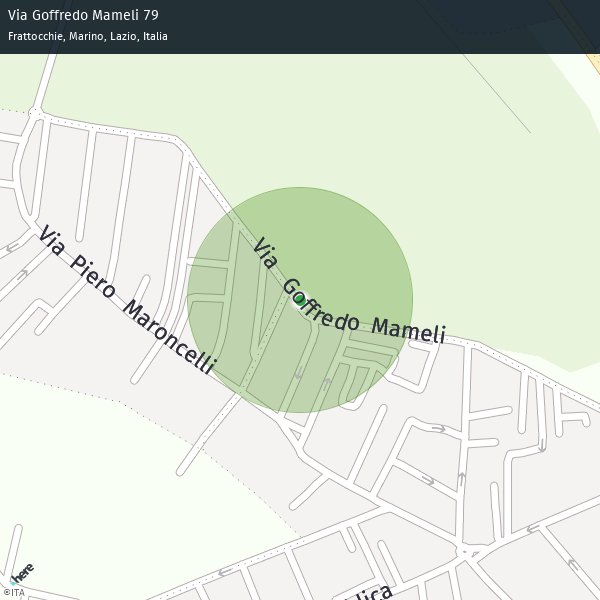 Via Goffredo Mameli 79
Frattocchie, Marino, Lazio, Italia
Via Goffredo Mameli
Via Piero Maroncelli
here
©ITA